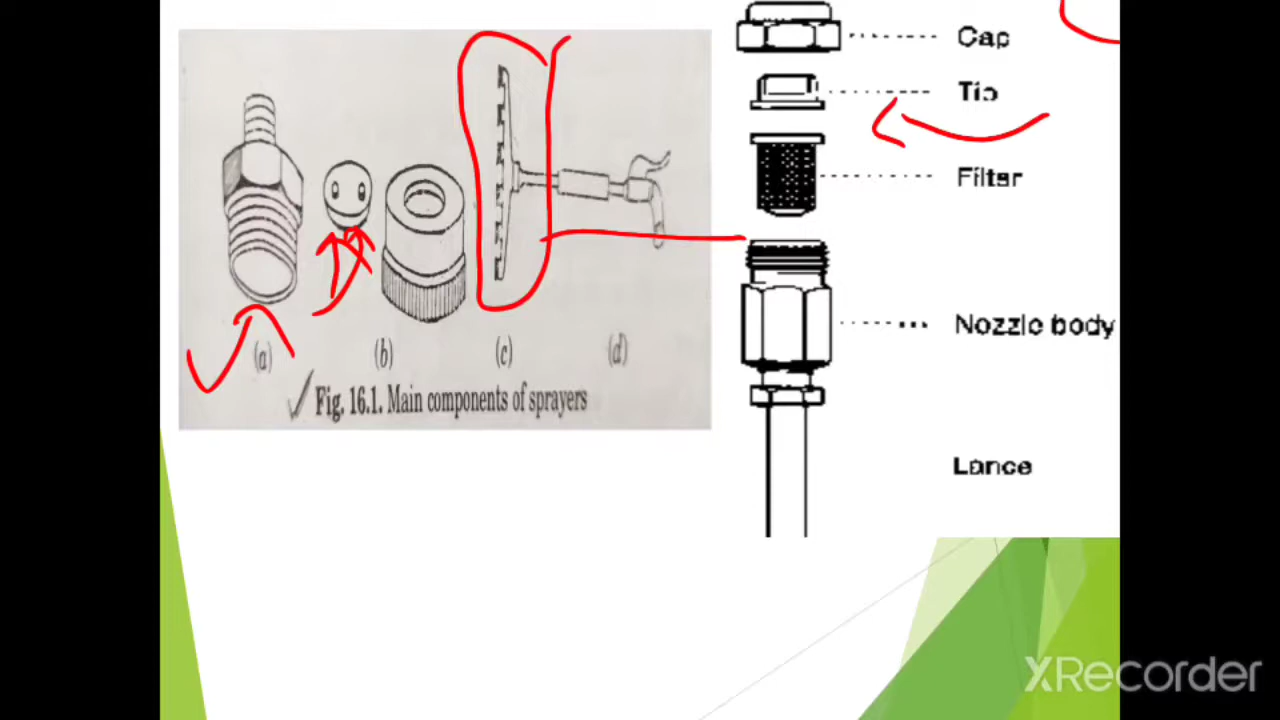 Cap
Tip
Filter
Nozzle body
Lance
(a)
(b)
(c)
(d)
Fig. 16.1. Main components of sprayers
XRecorder